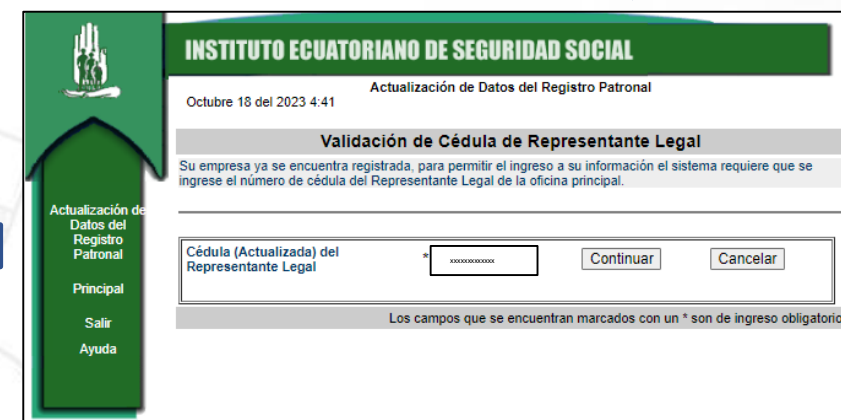 INSTITUTO ECUATORIANO DE SEGURIDAD SOCIAL
Actualización de Datos del Registro Patronal
Octubre 18 del 2023 4:41
Validación de Cédula de Representante Legal
Su empresa ya se encuentra registrada, para permitir el ingreso a su información el sistema requiere que se
ingrese el número de cédula del Representante Legal de la oficina principal.
Actualización de
Datos del
Registro
Patronal
Principal
Salir
Ayuda
Cédula (Actualizada) del
Representante Legal
* xxxxxxxxxxxxx
Continuar
Cancelar
Los campos que se encuentran marcados con un * son de ingreso obligatorio